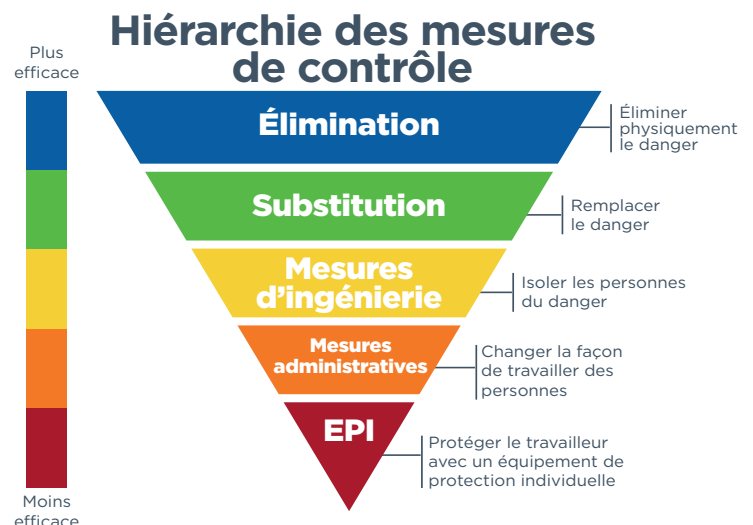 Hiérarchie des mesures
de contrôle
Plus
efficace
Élimination
Éliminer
physiquement
le danger
Substitution
Remplacer
le danger
Mesures
d'ingénierie
Isoler les personnes
du danger
Mesures
administratives
Changer la façon
de travailler des
personnes
EPI
Protéger le travailleur
avec un équipement de
protection individuelle
Moins
efficace